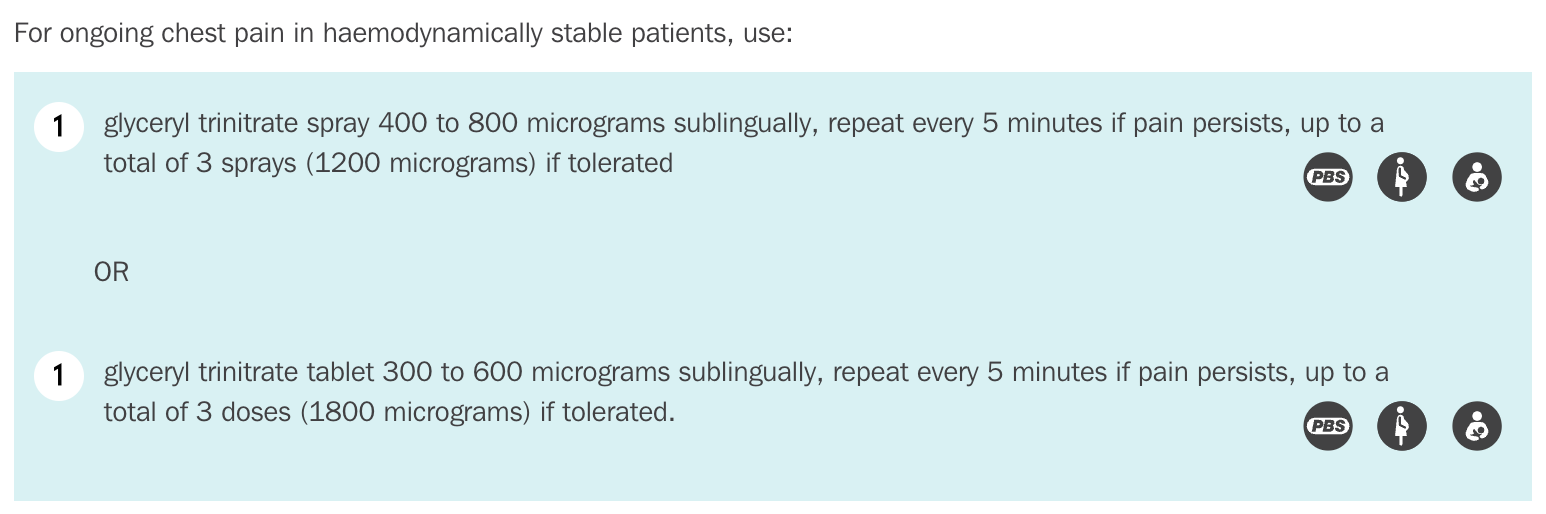 For ongoing chest pain in haemodynamically stable patients, use:
1 glyceryl trinitrate spray 400 to 800 micrograms sublingually, repeat every 5 minutes if pain persists, up to a
total of 3 sprays (1200 micrograms) if tolerated
PBS
OR
1 glyceryl trinitrate tablet 300 to 600 micrograms sublingually, repeat every 5 minutes if pain persists, up to a
total of 3 doses (1800 micrograms) if tolerated.
PBS